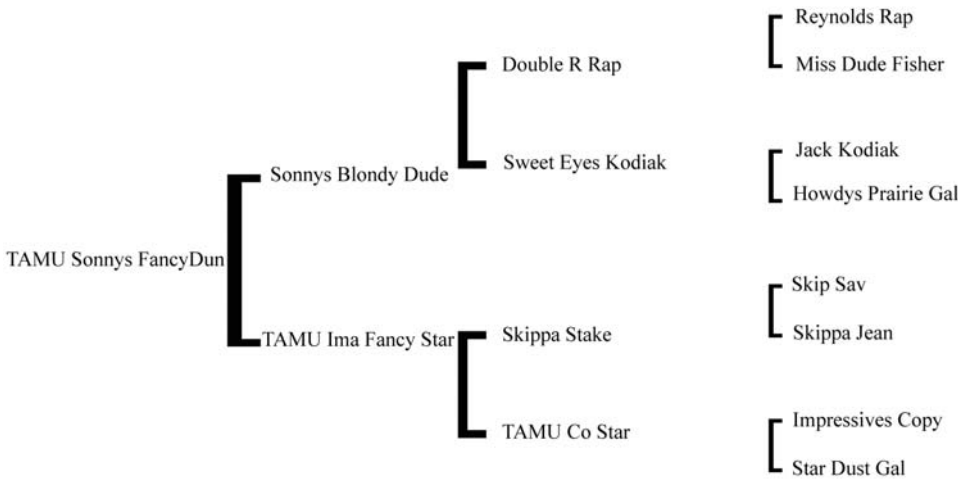 Reynolds Rap
Double R Rap
Miss Dude Fisher
Jack Kodiak
Sweet Eyes Kodiak
Sonnys Blondy Dude
Howdys Prairie Gal
TAMU Sonnys FancyDun
Skip Sav
TAMU Ima Fancy Star
Skippa Stake
Skippa Jean
Impressives Copy
TAMU Co Star
Star Dust Gal